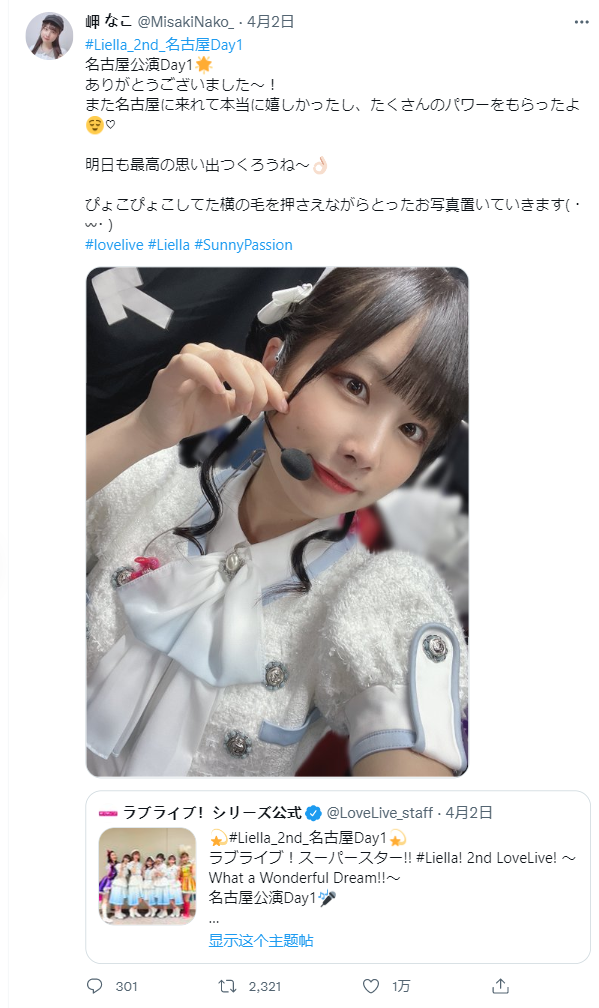 岬 なこ @MisakiNako_ · 4月2日
#Liella_2nd_名古屋Day1
名古屋公演Day1🌟
ありがとうございました〜！
また名古屋に来れて本当に嬉しかったし、たくさんのパワーをもらったよ
😌♡
明日も最高の思い出つくろうね〜👌🏻
ぴょこぴょこしてた横の毛を押さえながらとったお写真置いていきます( ･
〰･ )
#lovelive #Liella #SunnyPassion
ラブライブ！シリーズ公式 @LoveLive_staff · 4月2日
💫#Liella_2nd_名古屋Day1💫
ラブライブ！スーパースター!! #Liella! 2nd LoveLive! ～
What a Wonderful Dream!!～
名古屋公演Day1🎤
...
显示这个主题帖
301 2,321 1万